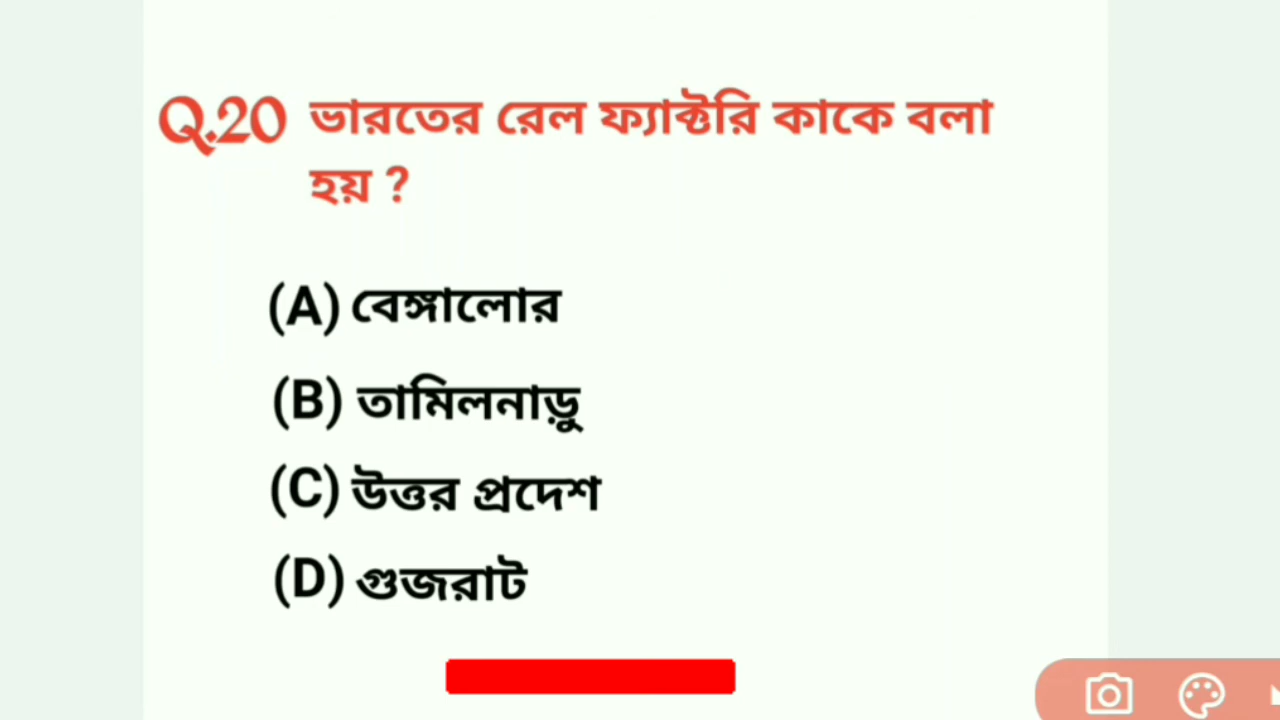 Q.20 ভারতের রেল ফ্যাক্টরি কাকে বলা
হয় ?
(A) বেঙ্গালোর
(B) তামিলনাড়ু
(C) উত্তর প্রদেশ
(D) গুজরাট